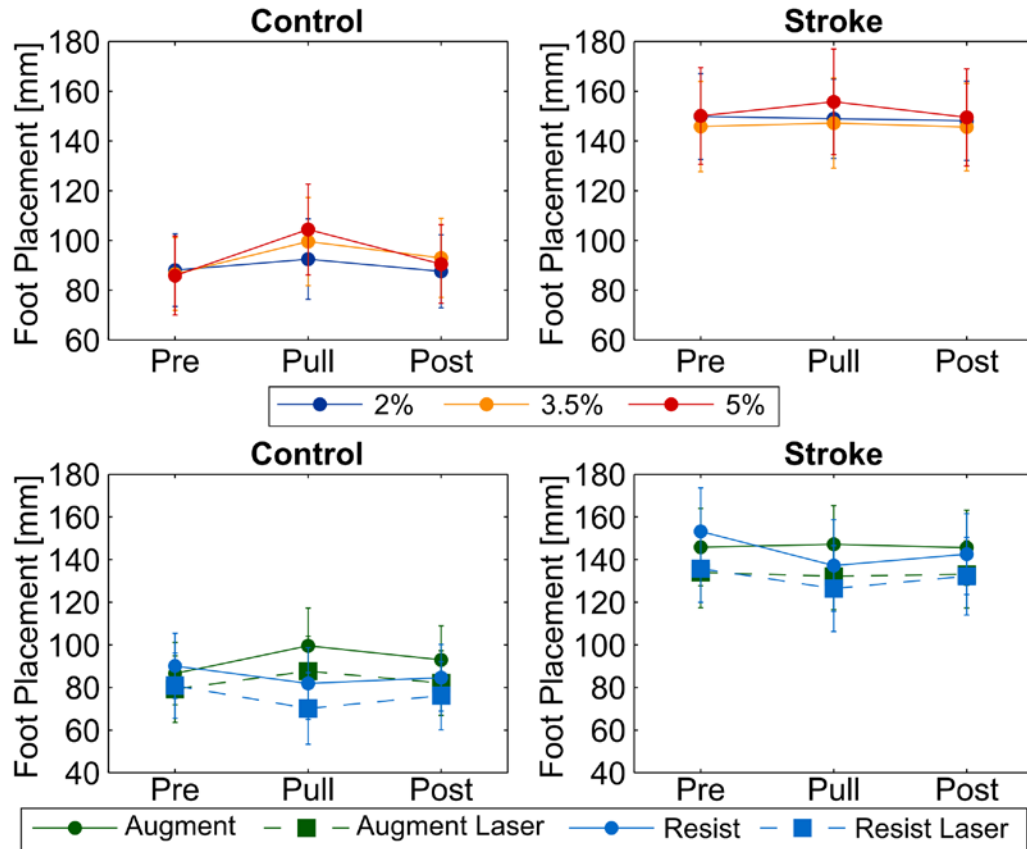 Control
Foot Placement [mm]
180
160
140
120
100
80
60
Pre Pull Post
Stroke
Foot Placement [mm]
180
160
140
120
100
80
60
Pre Pull Post
2% 3.5% 5%
Control
Foot Placement [mm]
180
160
140
120
100
80
60
40
Pre Pull Post
Stroke
Foot Placement [mm]
180
160
140
120
100
80
60
40
Pre Pull Post
Augment Augment Laser Resist Resist Laser